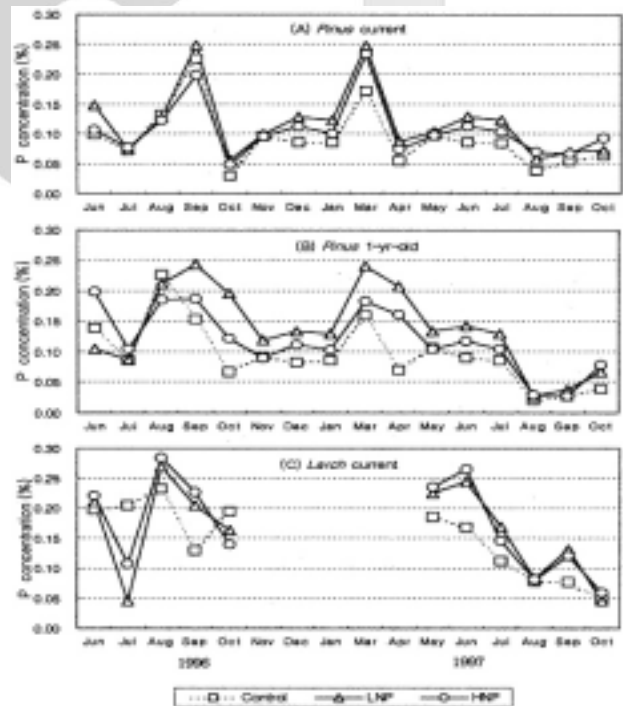 (A) Pinus current
P concentration (%)
0.30
0.25
0.20
0.15
0.10
0.05
0.00
Jun Jul Aug Sep Oct Nov Dec Jan Mar Apr May Jun Jul Aug Sep Oct
(B) Pinus 1-yr-old
P concentration (%)
0.30
0.25
0.20
0.15
0.10
0.05
0.00
Jun Jul Aug Sep Oct Nov Dec Jan Mar Apr May Jun Jul Aug Sep Oct
(C) Larch current
P concentration (%)
0.30
0.25
0.20
0.15
0.10
0.05
0.00
Jun Jul Aug Sep Oct Nov Dec Jan Mar Apr May Jun Jul Aug Sep Oct
1996 1997
Control LNP HNP